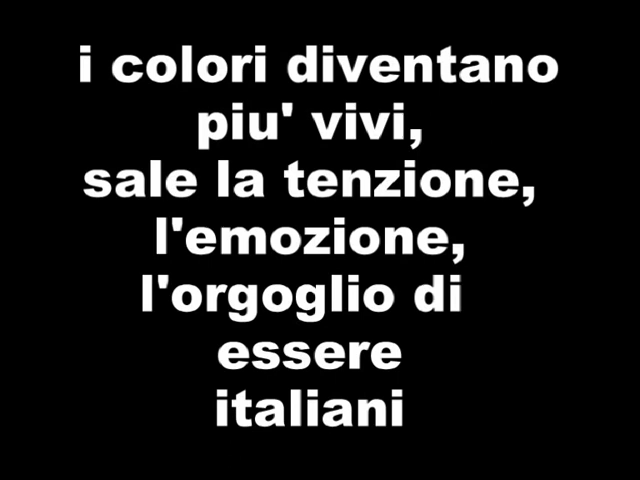 i colori diventano
piu' vivi,
sale la tenzione,
l'emozione,
l'orgoglio di
essere
italiani